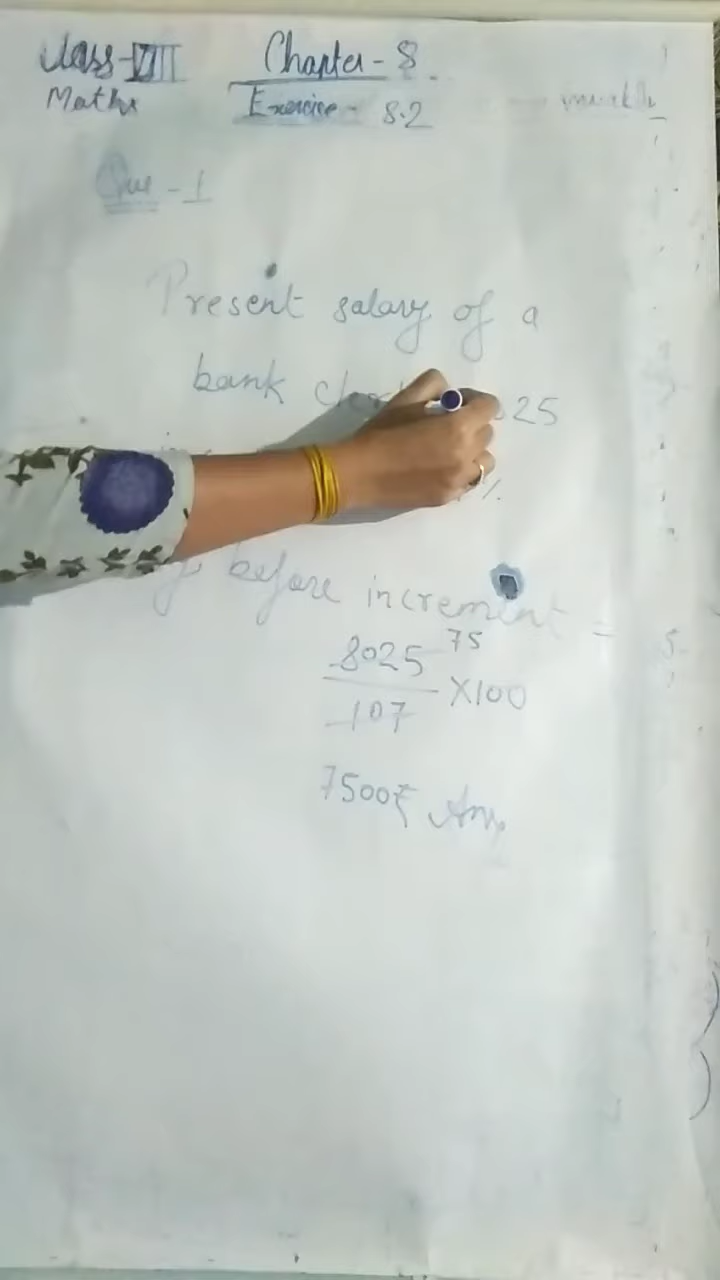 Class-VIII
Chapter - 8
Maths
Exercise - 8.2
Que - 1
Present salary of a
bank 25
%
before increment =
8025 75
107 X100
7500₹ Ans